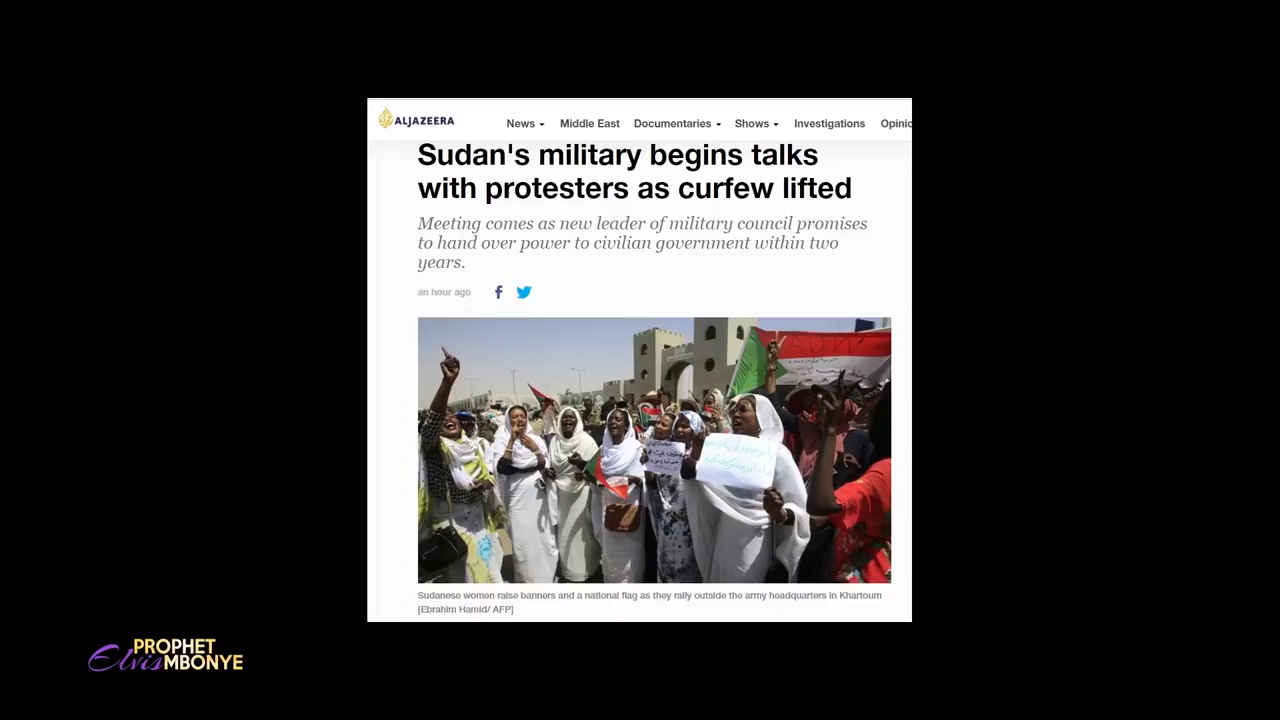 ALJAZEERA
News Middle East Documentaries Shows Investigations Opinio
Sudan's military begins talks
with protesters as curfew lifted
Meeting comes as new leader of military council promises
to hand over power to civilian government within two
years.
an hour ago
Sudanese women raise banners and a national flag as they rally outside the army headquarters in Khartoum
[Ebrahim Hamid/ AFP]
PROPHET
Elvis MBONYE